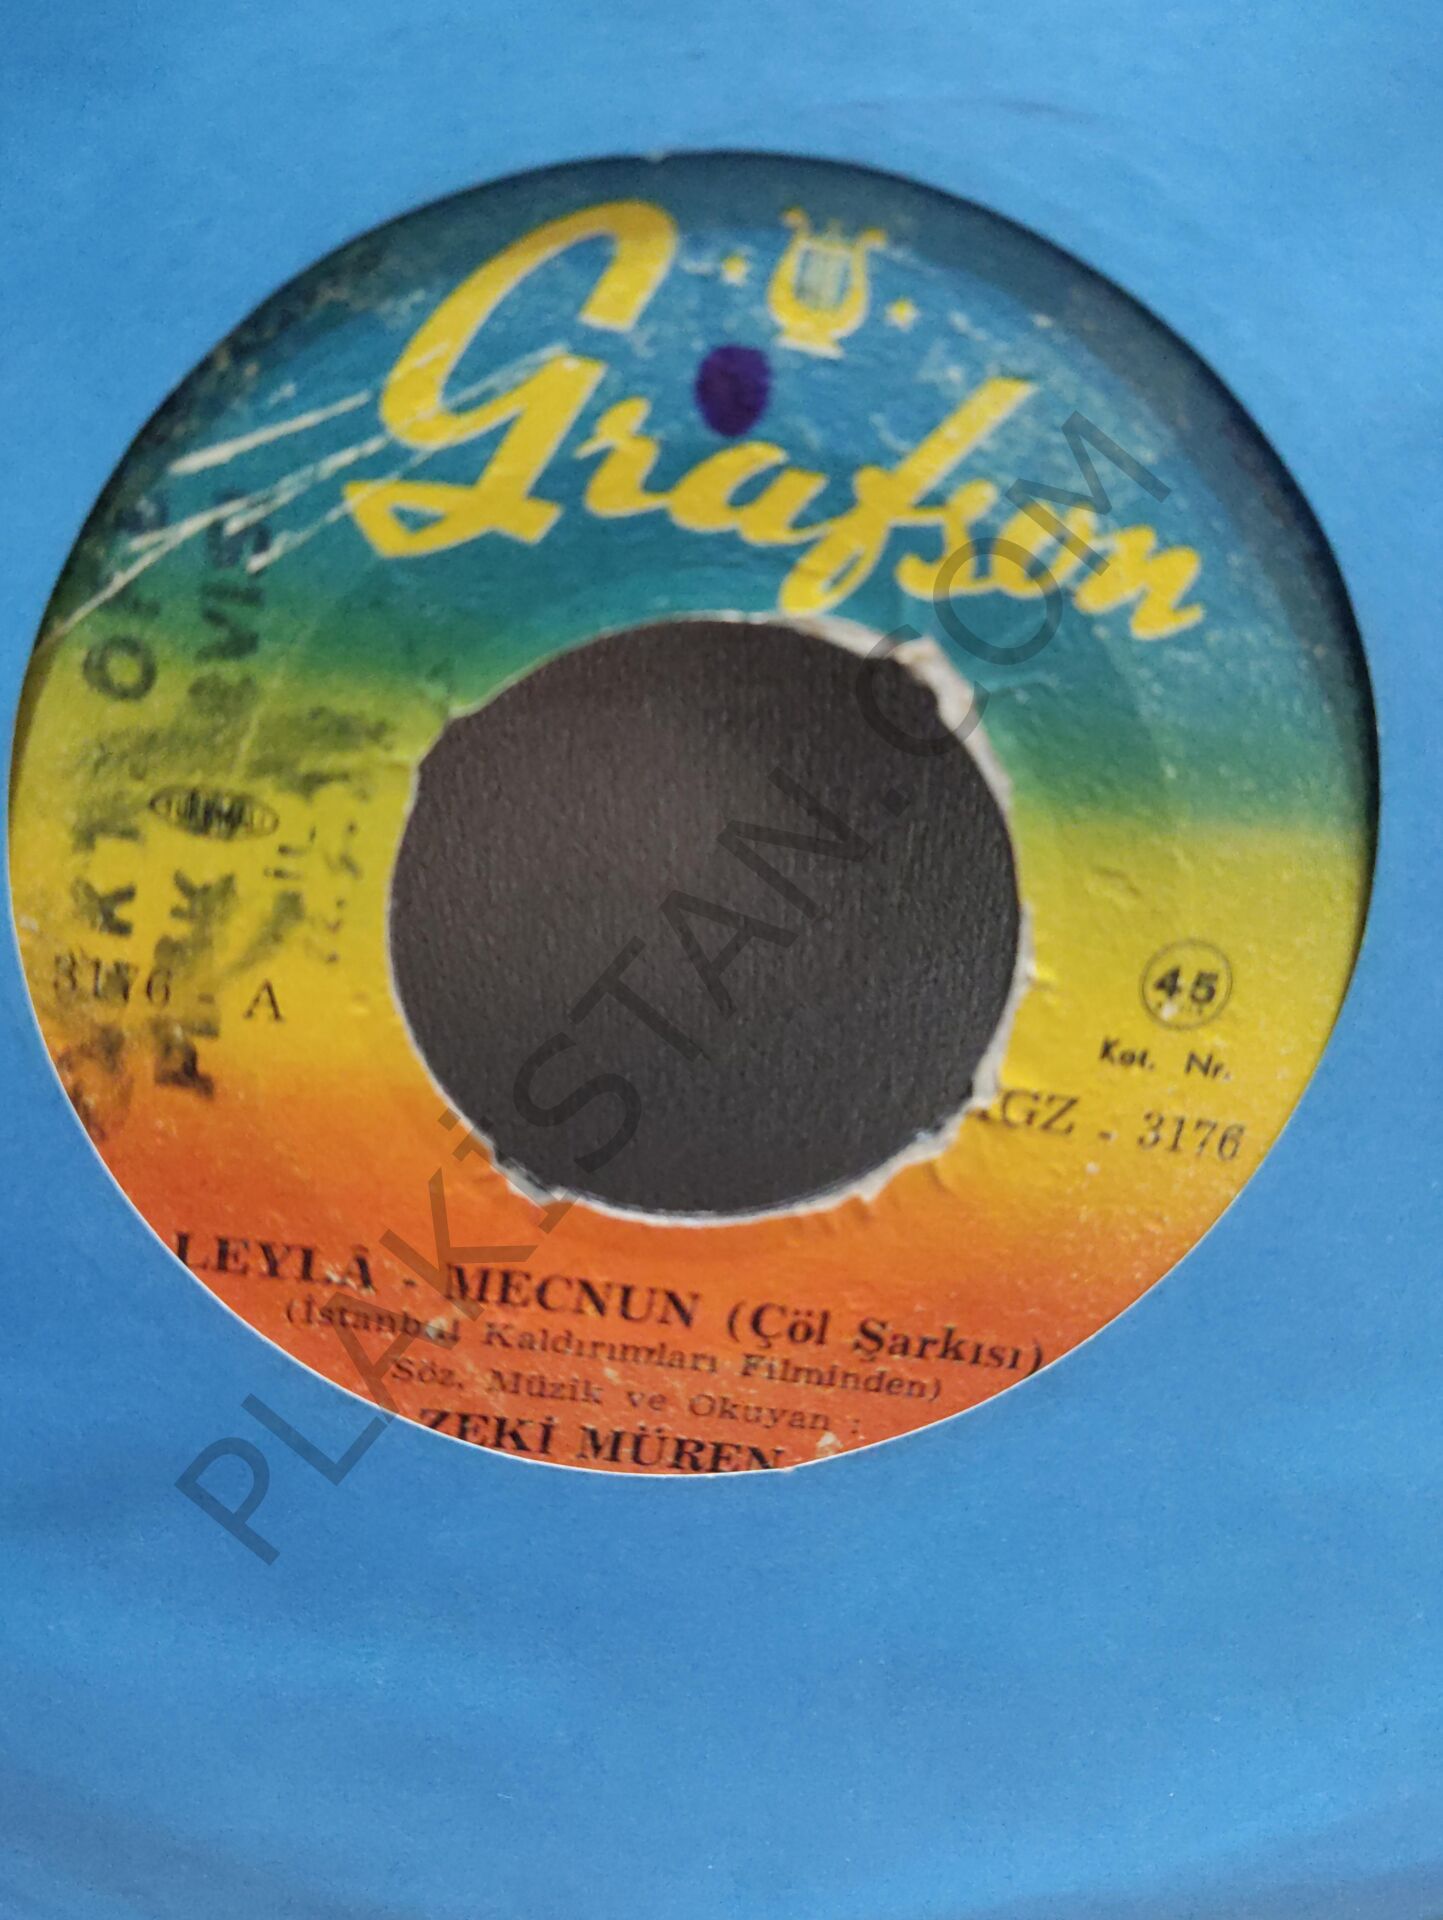 Grafson
3176 - A
45
Kat. Nr.
GZ - 3176
LEYLÂ - MECNUN (Çöl Şarkısı)
(İstanbul Kaldırımları Filminden)
Söz, Müzik ve Okuyan :
ZEKİ MÜREN
PLAKİSTAN.COM